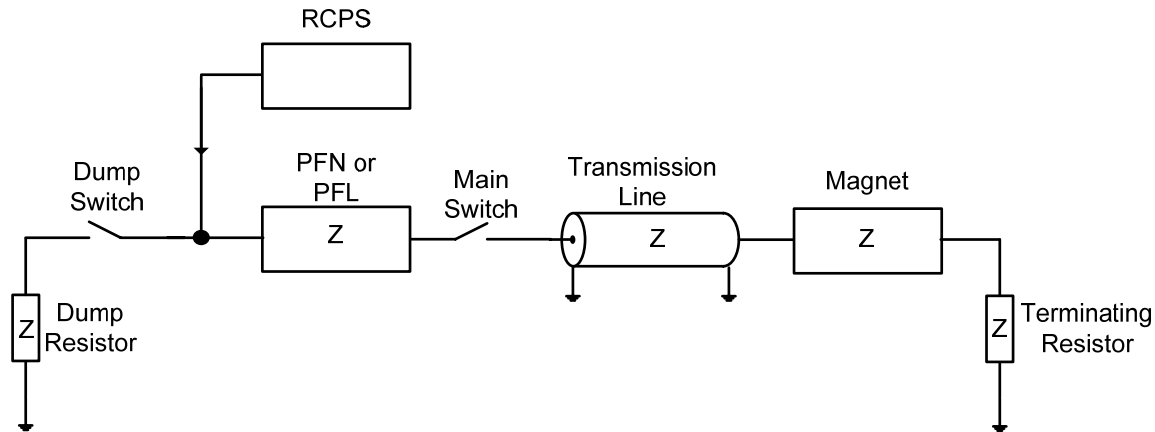 RCPS
Dump
Switch
PFN or
PFL
Z
Main
Switch
Transmission
Line
Z
Magnet
Z
Z
Dump
Resistor
Z
Terminating
Resistor